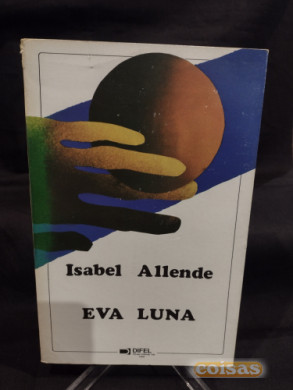 Isabel Allende
EVA LUNA
DIFEL
coisas